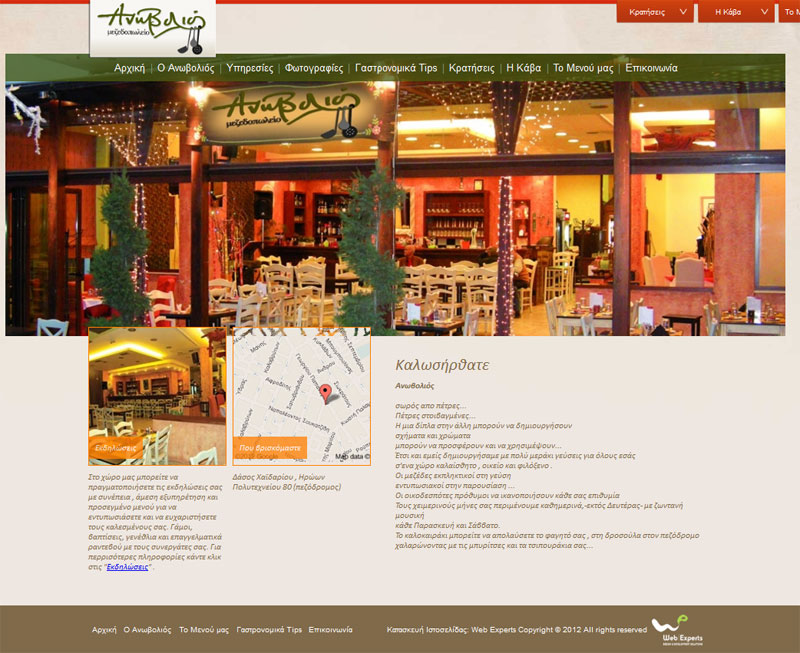 Ανωβολιός
μεζεδοπωλείο
Κρατήσεις
Η Κάβα
Το Μ
Αρχική | Ο Ανωβολιός | Υπηρεσίες | Φωτογραφίες | Γαστρονομικά Tips | Κρατήσεις | Η Κάβα | Το Μενού μας | Επικοινωνία
Ανωβολιός
μεζεδοπωλείο
Εκδηλώσεις
Που βρισκόμαστε
Map data ©
Στο χώρο μας μπορείτε να
πραγματοποιήσετε τις εκδηλώσεις σας
με συνέπεια , άμεση εξυπηρέτηση και
προσεγμένο μενού για να
εντυπωσιάσετε και να ευχαριστήσετε
τους καλεσμένους σας. Γάμοι,
βαπτίσεις, γενέθλια και επαγγελματικά
ραντεβού με τους συνεργάτες σας. Για
περρισότερες πληροφορίες κάντε κλικ
στις "Εκδηλώσεις" .
Δάσος Χαϊδαρίου , Ηρώων
Πολυτεχνείου 80 (πεζόδρομος)
Καλωσήρθατε
Ανωβολιός
σωρός απο πέτρες...
Πέτρες στοιβαγμένες...
Η μια δίπλα στην άλλη μπορούν να δημιουργήσουν
σχήματα και χρώματα
μπορούν να προσφέρουν και να χρησιμέψουν...
Έτσι και εμείς δημιουργήσαμε με πολύ μεράκι γεύσεις για όλους εσάς
σ'ενα χώρο καλαίσθητο , οικείο και φιλόξενο .
Οι μεζέδες εκπληκτικοί στη γεύση
εντυπωσιακοί στην παρουσίαση ...
Οι οικοδεσπότες πρόθυμοι να ικανοποιήσουν κάθε σας επιθυμία
Τους χειμερινούς μήνες σας περιμένουμε καθημερινά,-εκτός Δευτέρας- με ζωντανή
μουσική
κάθε Παρασκευή και Σάββατο.
Το καλοκαιράκι μπορείτε να απολαύσετε το φαγητό σας , στη δροσούλα στον πεζόδρομο
χαλαρώνοντας με τις μπυρίτσες και τα τσιπουράκια σας...
Αρχική Ο Ανωβολιός Το Μενού μας Γαστρονομικά Tips Επικοινωνία
Κατασκευή Ιστοσελίδας: Web Experts Copyright © 2012 All rights reserved
Web Experts